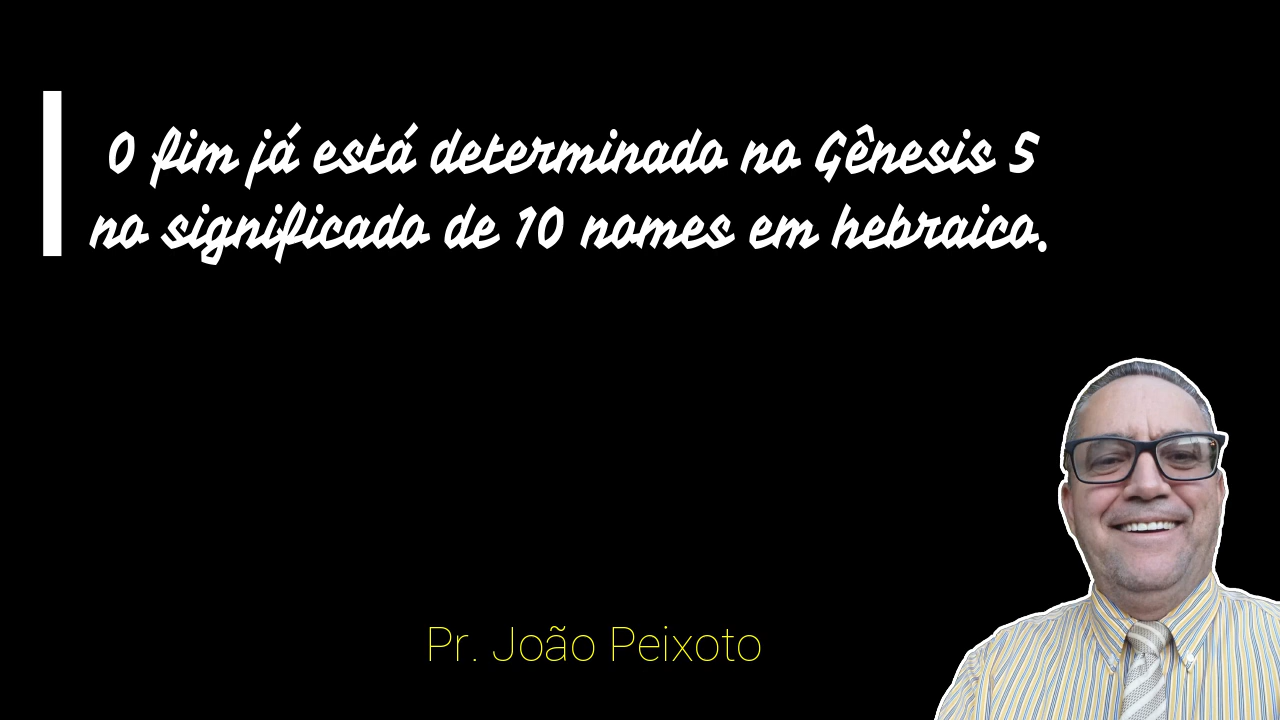 O fim já está determinado no Gênesis 5
no significado de 10 nomes em hebraico.
Pr. João Peixoto